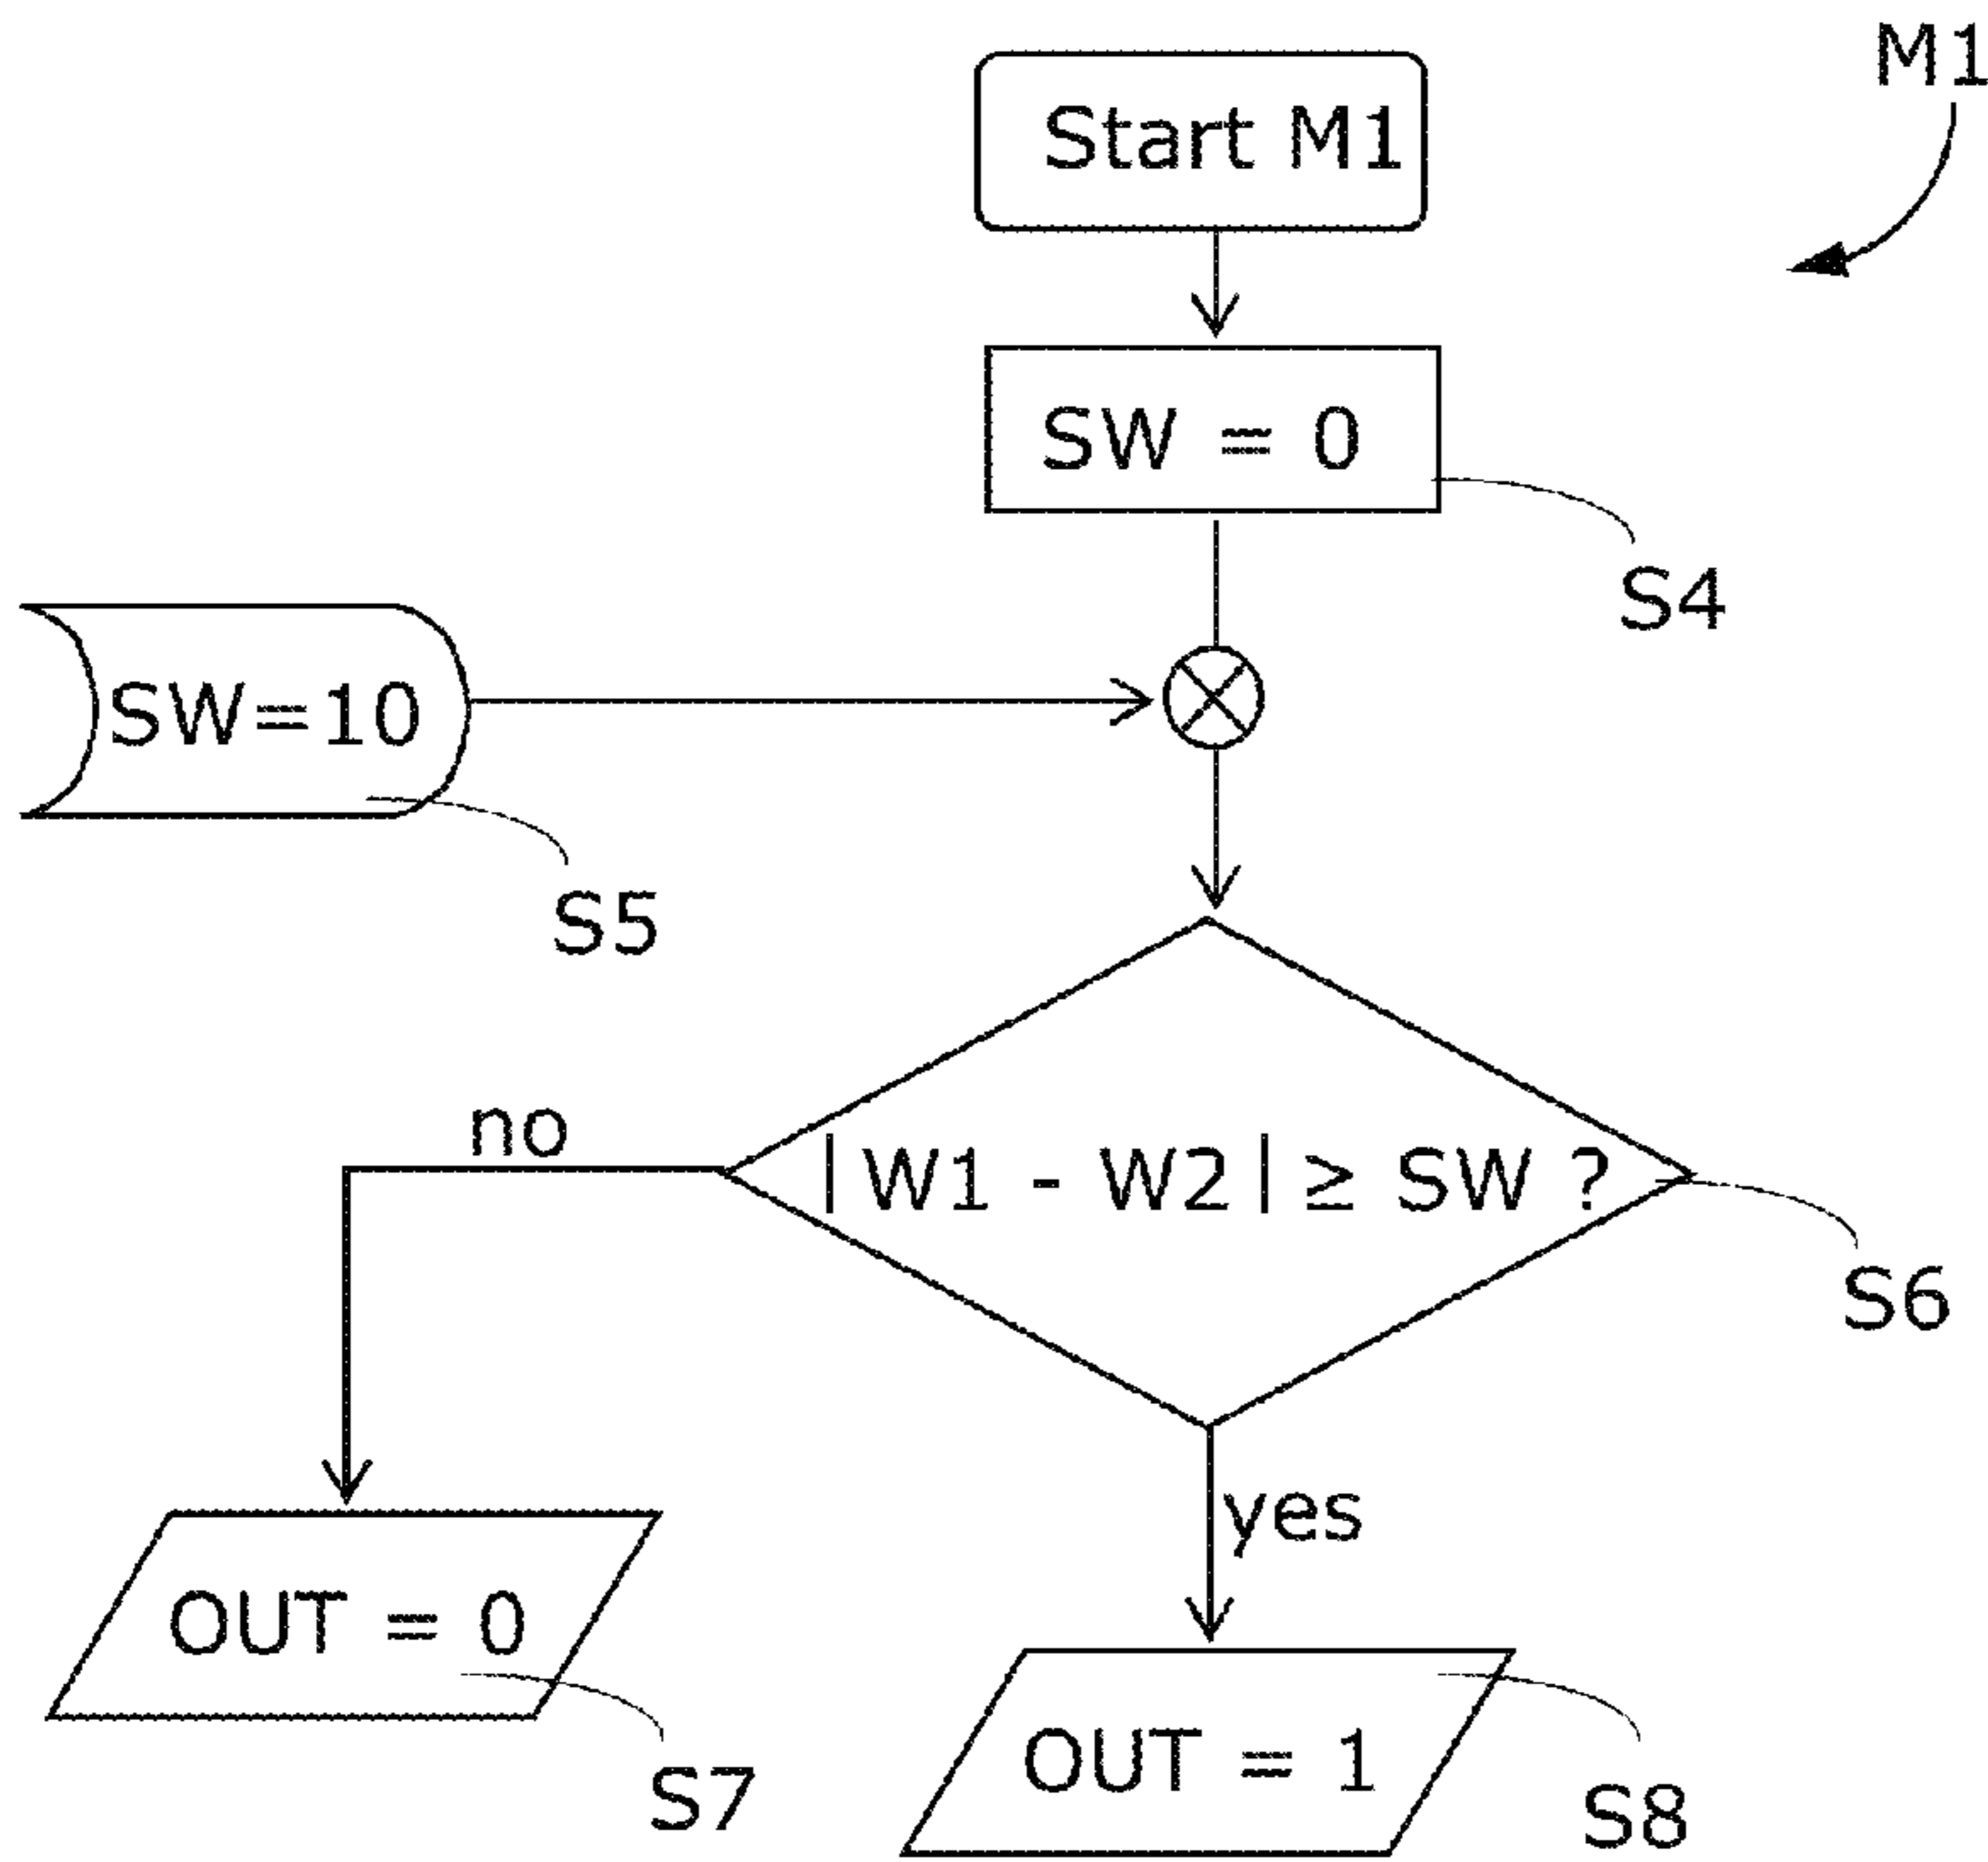 M1
Start M1
SW = 0
S4
SW=10
S5
no
| W1 - W2 | ≥ SW ?
S6
yes
OUT = 0
S7
OUT = 1
S8